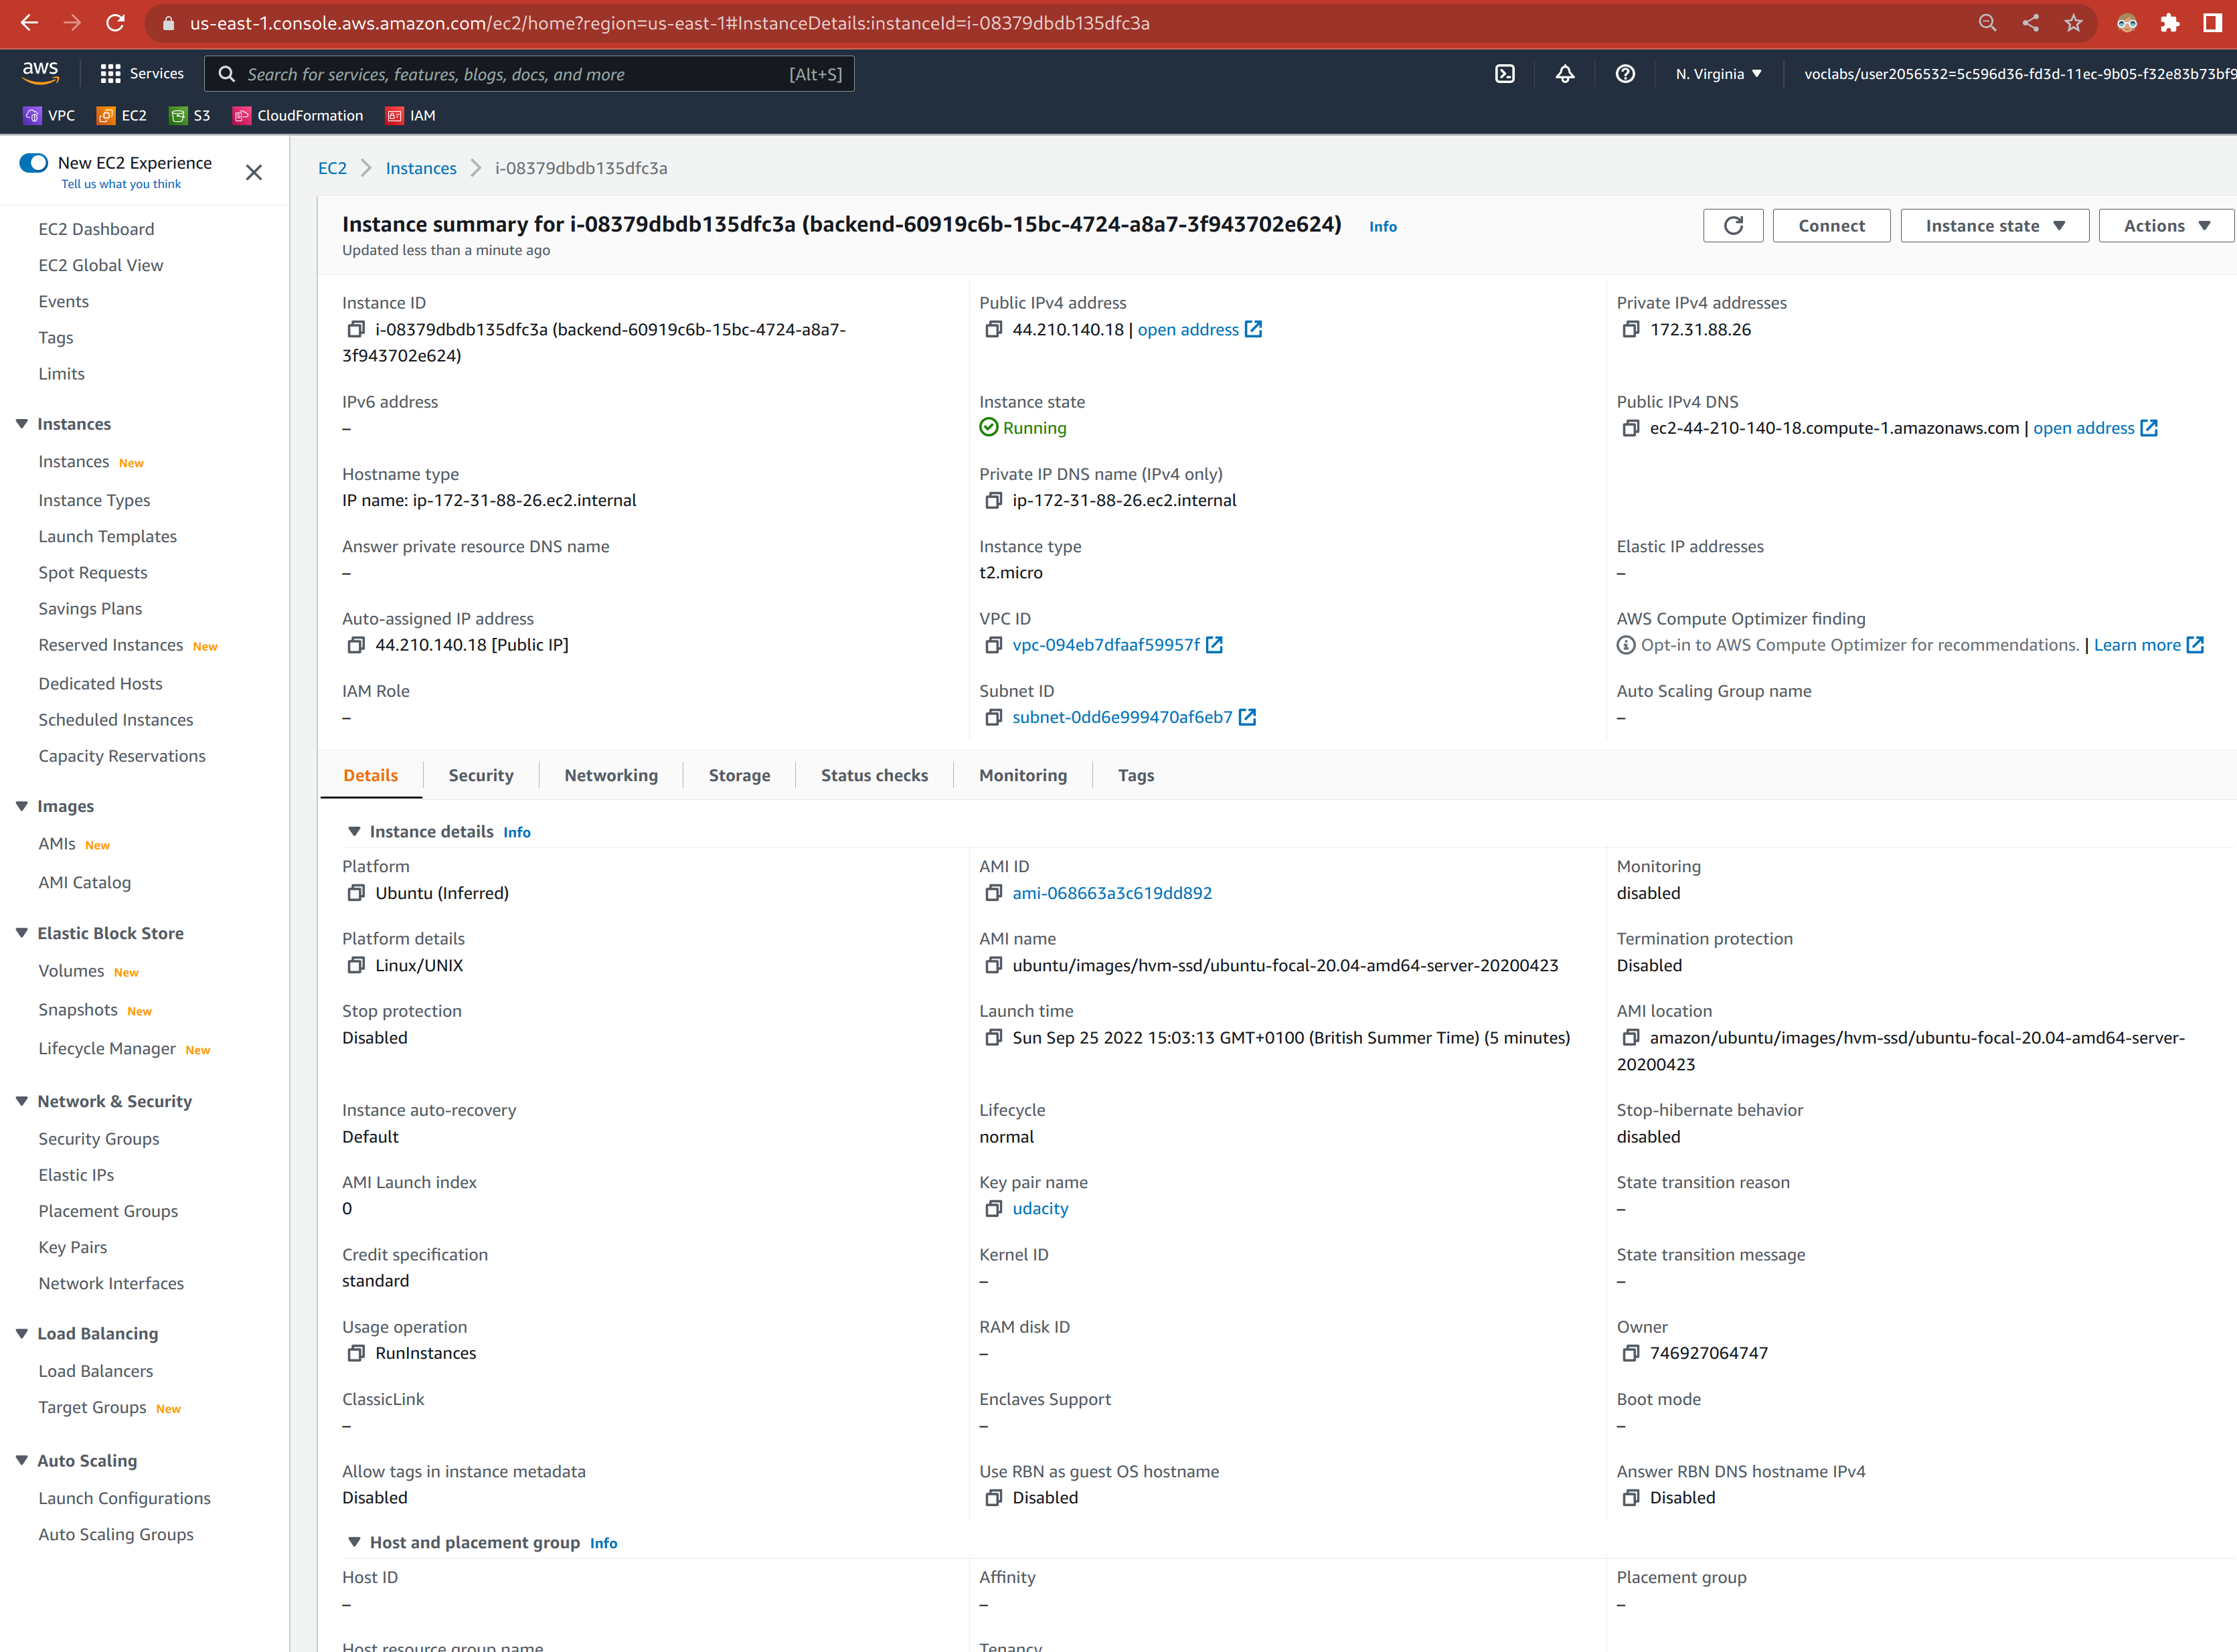 us-east-1.console.aws.amazon.com/ec2/home?region=us-east-1#InstanceDetails:instanceId=i-08379dbdb135dfc3a
aws
Services
Search for services, features, blogs, docs, and more
[Alt+S]
N. Virginia
voclabs/user2056532=5c596d36-fd3d-11ec-9b05-f32e83b73bf9
VPC
EC2
S3
CloudFormation
IAM
New EC2 Experience
Tell us what you think
EC2 Dashboard
EC2 Global View
Events
Tags
Limits
Instances
Instances New
Instance Types
Launch Templates
Spot Requests
Savings Plans
Reserved Instances New
Dedicated Hosts
Scheduled Instances
Capacity Reservations
Images
AMIs New
AMI Catalog
Elastic Block Store
Volumes New
Snapshots New
Lifecycle Manager New
Network & Security
Security Groups
Elastic IPs
Placement Groups
Key Pairs
Network Interfaces
Load Balancing
Load Balancers
Target Groups New
Auto Scaling
Launch Configurations
Auto Scaling Groups
EC2 > Instances > i-08379dbdb135dfc3a
Instance summary for i-08379dbdb135dfc3a (backend-60919c6b-15bc-4724-a8a7-3f943702e624) Info
Updated less than a minute ago
Connect
Instance state
Actions
Instance ID
i-08379dbdb135dfc3a (backend-60919c6b-15bc-4724-a8a7-
3f943702e624)
Public IPv4 address
44.210.140.18 | open address
Private IPv4 addresses
172.31.88.26
IPv6 address
–
Instance state
Running
Public IPv4 DNS
ec2-44-210-140-18.compute-1.amazonaws.com | open address
Hostname type
IP name: ip-172-31-88-26.ec2.internal
Private IP DNS name (IPv4 only)
ip-172-31-88-26.ec2.internal
Answer private resource DNS name
–
Instance type
t2.micro
Elastic IP addresses
–
Auto-assigned IP address
44.210.140.18 [Public IP]
VPC ID
vpc-094eb7dfaaf59957f
AWS Compute Optimizer finding
Opt-in to AWS Compute Optimizer for recommendations. | Learn more
IAM Role
–
Subnet ID
subnet-0dd6e999470af6eb7
Auto Scaling Group name
–
Details
Security
Networking
Storage
Status checks
Monitoring
Tags
Instance details Info
Platform
Ubuntu (Inferred)
AMI ID
ami-068663a3c619dd892
Monitoring
disabled
Platform details
Linux/UNIX
AMI name
ubuntu/images/hvm-ssd/ubuntu-focal-20.04-amd64-server-20200423
Termination protection
Disabled
Stop protection
Disabled
Launch time
Sun Sep 25 2022 15:03:13 GMT+0100 (British Summer Time) (5 minutes)
AMI location
amazon/ubuntu/images/hvm-ssd/ubuntu-focal-20.04-amd64-server-
20200423
Instance auto-recovery
Default
Lifecycle
normal
Stop-hibernate behavior
disabled
AMI Launch index
0
Key pair name
udacity
State transition reason
–
Credit specification
standard
Kernel ID
–
State transition message
–
Usage operation
RunInstances
RAM disk ID
–
Owner
746927064747
ClassicLink
–
Enclaves Support
–
Boot mode
–
Allow tags in instance metadata
Disabled
Use RBN as guest OS hostname
Disabled
Answer RBN DNS hostname IPv4
Disabled
Host and placement group Info
Host ID
–
Affinity
–
Placement group
–
Host resource group name
Tenancy